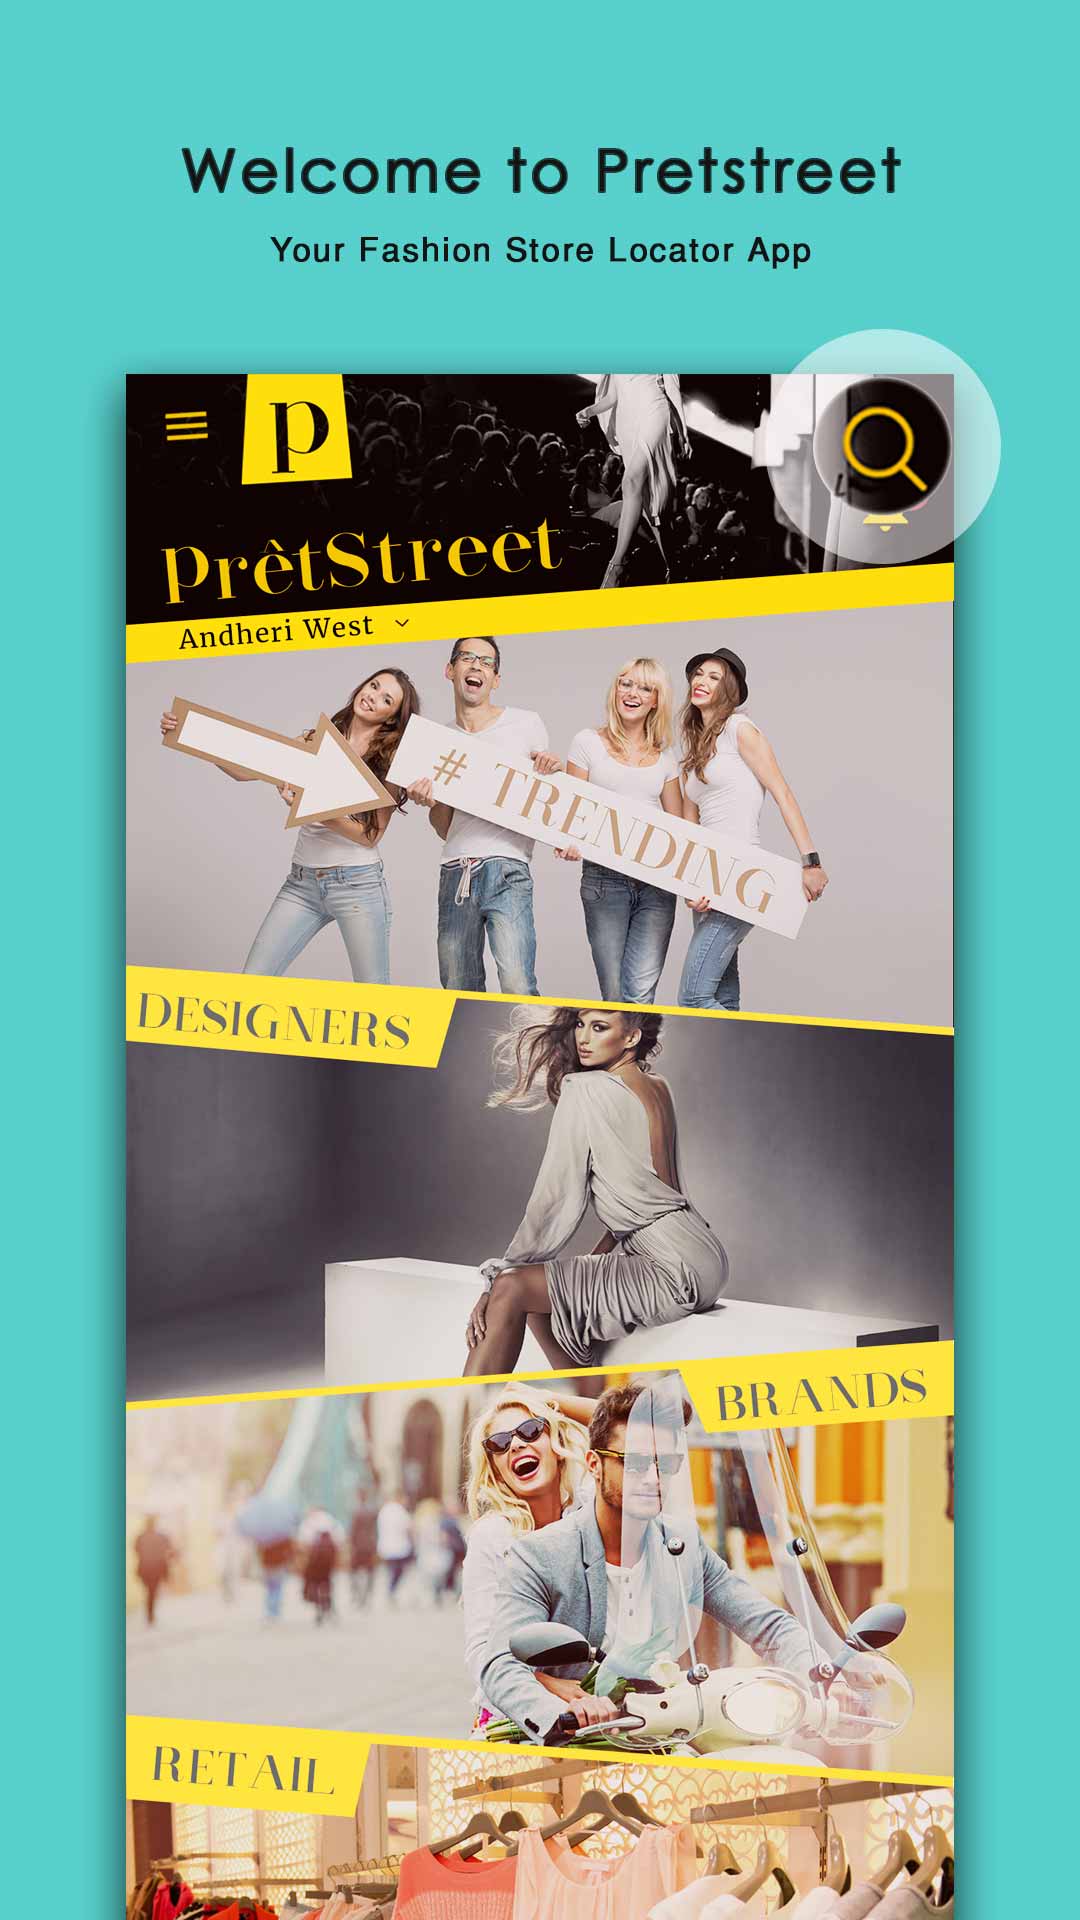 Welcome to Pretstreet
Your Fashion Store Locator App
p
PrêtStreet
Andheri West
# TRENDING
DESIGNERS
BRANDS
RETAIL